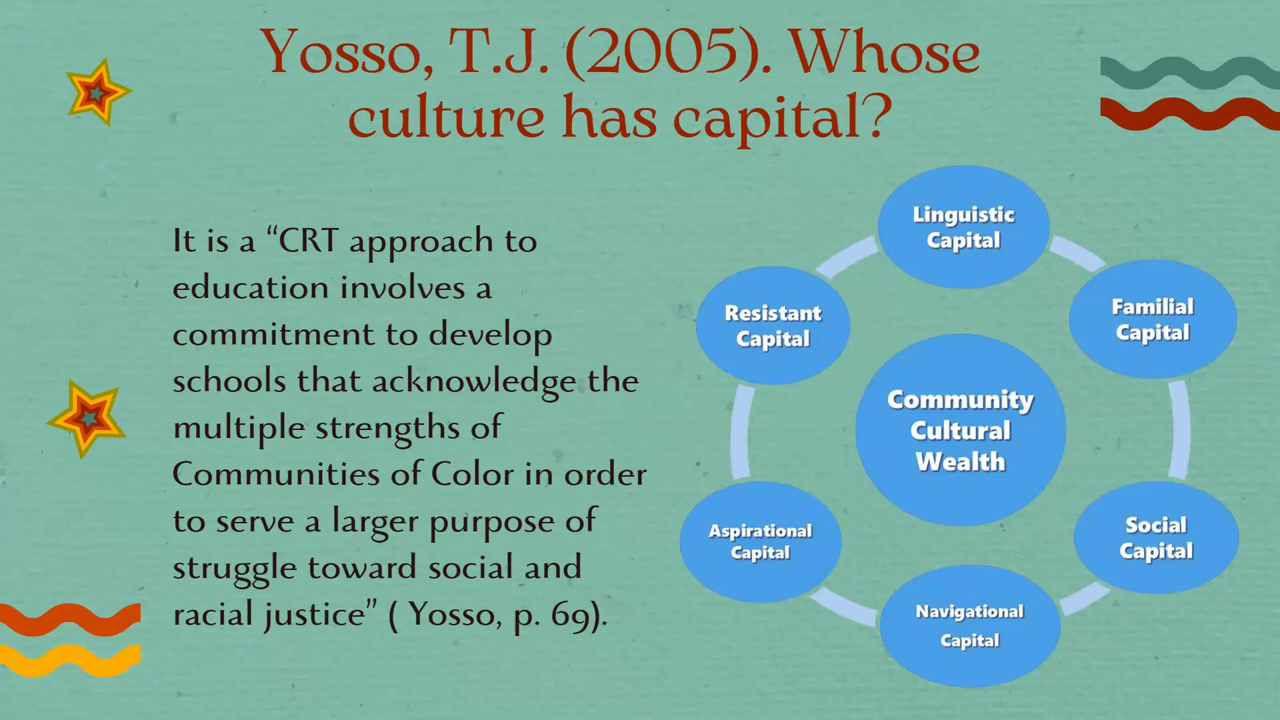 Yosso, T.J. (2005). Whose
culture has capital?
It is a “CRT approach to
education involves a
commitment to develop
schools that acknowledge the
multiple strengths of
Communities of Color in order
to serve a larger purpose of
struggle toward social and
racial justice” ( Yosso, p. 69).
Linguistic
Capital
Familial
Capital
Social
Capital
Navigational
Capital
Aspirational
Capital
Resistant
Capital
Community
Cultural
Wealth